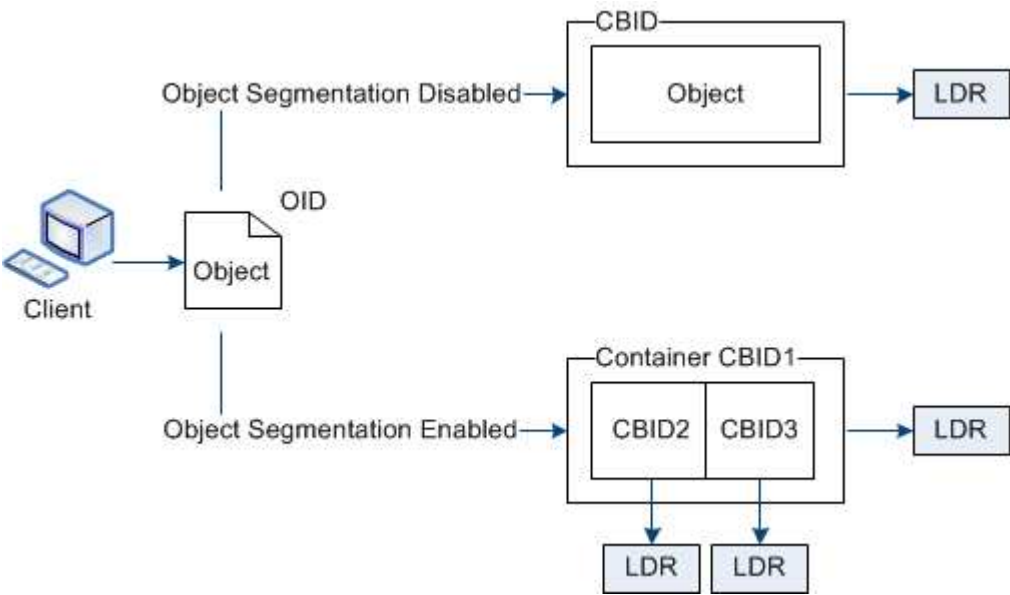 CBID
Object Segmentation Disabled
Object
LDR
OID
Object
Client
Container CBID1
Object Segmentation Enabled
CBID2
CBID3
LDR
LDR
LDR